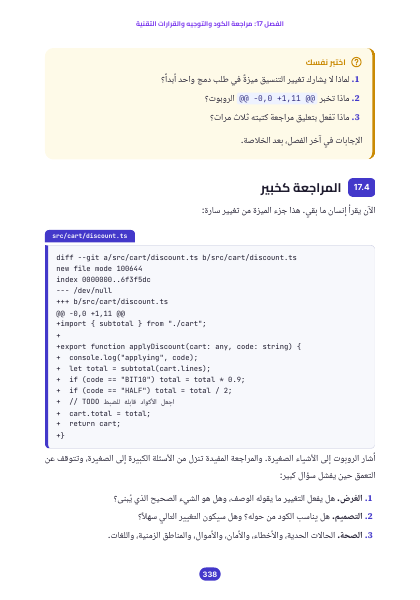 الفصل 17: مراجعة الكود والتوجيه والقرارات التقنية
اختبر نفسك
1. لماذا لا يشارك تغيير التنسيق ميزةً في طلب دمج واحد أبداً؟
2. ماذا تخبر @@ -0,0 +1,11 @@ الروبوت؟
3. ماذا تفعل بتعليق مراجعة كتبته ثلاث مرات؟
الإجابات في آخر الفصل، بعد الخلاصة.
17.4 المراجعة كخبير
الآن يقرأ إنسان ما بقي. هذا جزء الميزة من تغيير سارة:
src/cart/discount.ts
diff --git a/src/cart/discount.ts b/src/cart/discount.ts
new file mode 100644
index 0000000..6f3f5dc
--- /dev/null
+++ b/src/cart/discount.ts
@@ -0,0 +1,11 @@
+import { subtotal } from "./cart";
+
+export function applyDiscount(cart: any, code: string) {
+  console.log("applying", code);
+  let total = subtotal(cart.lines);
+  if (code == "BIT10") total = total * 0.9;
+  if (code == "HALF") total = total / 2;
+  // TODO اجعل الأكواد قابلة للضبط
+  cart.total = total;
+  return cart;
+}
أشار الروبوت إلى الأشياء الصغيرة. والمراجعة المفيدة تنزل من الأسئلة الكبيرة إلى الصغيرة، وتتوقف عن
التعمق حين يفشل سؤال كبير:
1. الغرض. هل يفعل التغيير ما يقوله الوصف، وهل هو الشيء الصحيح الذي يُبنى؟
2. التصميم. هل يناسب الكود من حوله؟ وهل سيكون التغيير التالي سهلاً؟
3. الصحة. الحالات الحدية، والأخطاء، والأمان، والأموال، والمناطق الزمنية، واللغات.
338